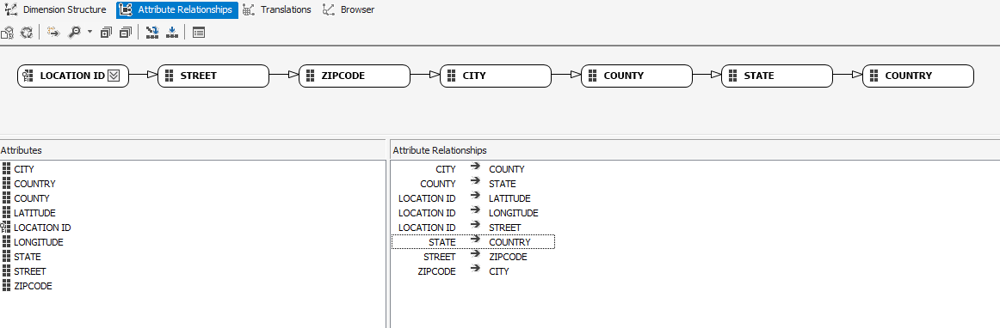 Dimension Structure Attribute Relationships Translations Browser
LOCATION ID STREET ZIPCODE CITY COUNTY STATE COUNTRY
Attributes
CITY
COUNTRY
COUNTY
LATITUDE
LOCATION ID
LONGITUDE
STATE
STREET
ZIPCODE
Attribute Relationships
CITY COUNTY
COUNTY STATE
LOCATION ID LATITUDE
LOCATION ID LONGITUDE
LOCATION ID STREET
STATE COUNTRY
STREET ZIPCODE
ZIPCODE CITY